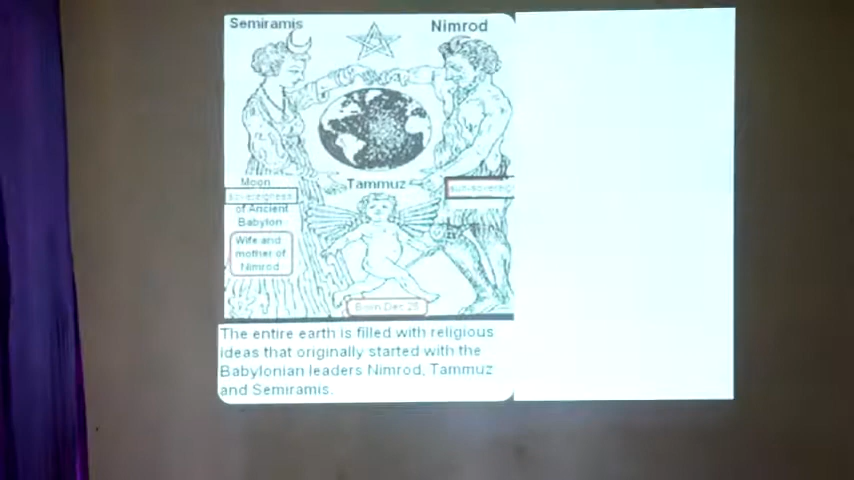 Semiramis
Nimrod
Tammuz
Moon
sovereigness
of Ancient
Babylon
Wife and
mother of
Nimrod
Born Dec 25
The entire earth is filled with religious
ideas that originally started with the
Babylonian leaders Nimrod, Tammuz
and Semiramis.